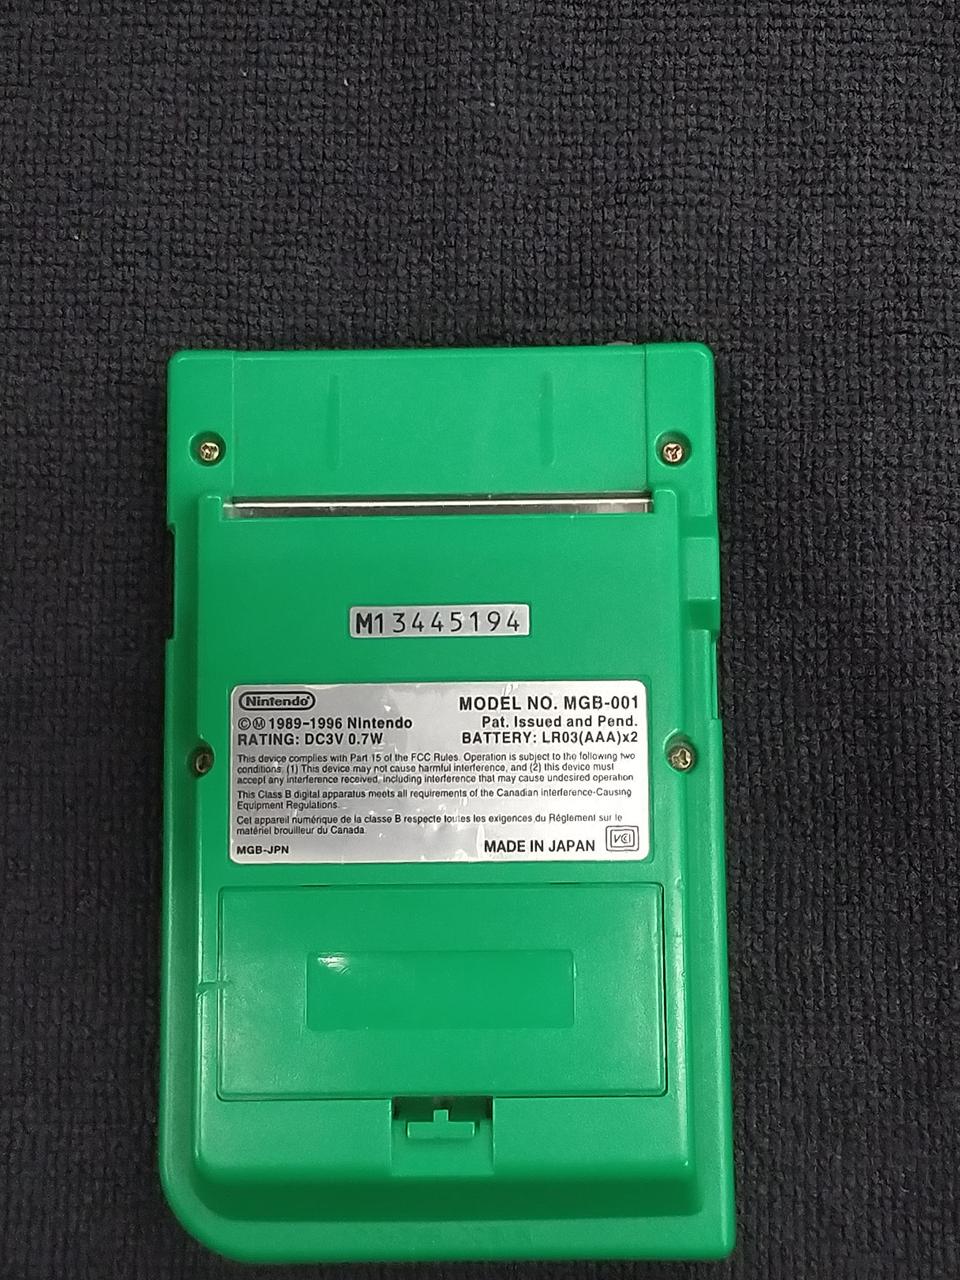 M13445194
Nintendo
MODEL NO. MGB-001
©Ⓜ 1989-1996 Nintendo
Pat. Issued and Pend.
RATING: DC3V 0.7W
BATTERY: LR03(AAA)x2
This device complies with Part 15 of the FCC Rules. Operation is subject to the following two
conditions. (1) This device may not cause harmful interference, and (2) this device must
accept any interference received. including interference that may cause undesired operation
This Class B digital apparatus meets all requirements of the Canadian interference-Causing
Equipment Regulations.
Cet appareil numérique de la classe B respecte toutes les exigences du Réglement sur le
matériel brouilleur du Canada.
MGB-JPN
MADE IN JAPAN
VCI